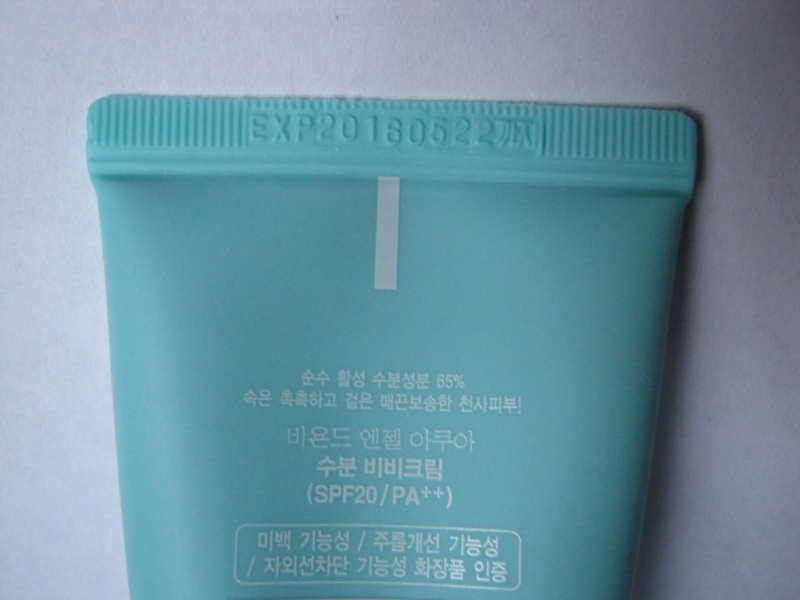 EXP20160522까지
순수 활성 수분성분 65%
속은 촉촉하고 겉은 매끈보송한 천사피부!
비욘드 엔젤 아쿠아
수분 비비크림
(SPF20/PA++)
미백 기능성 / 주름개선 기능성
/ 자외선차단 기능성 화장품 인증